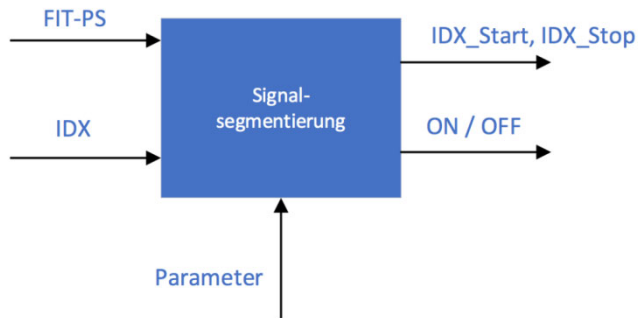 FIT-PS
IDX_Start, IDX_Stop
Signal-
segmentierung
IDX
ON / OFF
Parameter